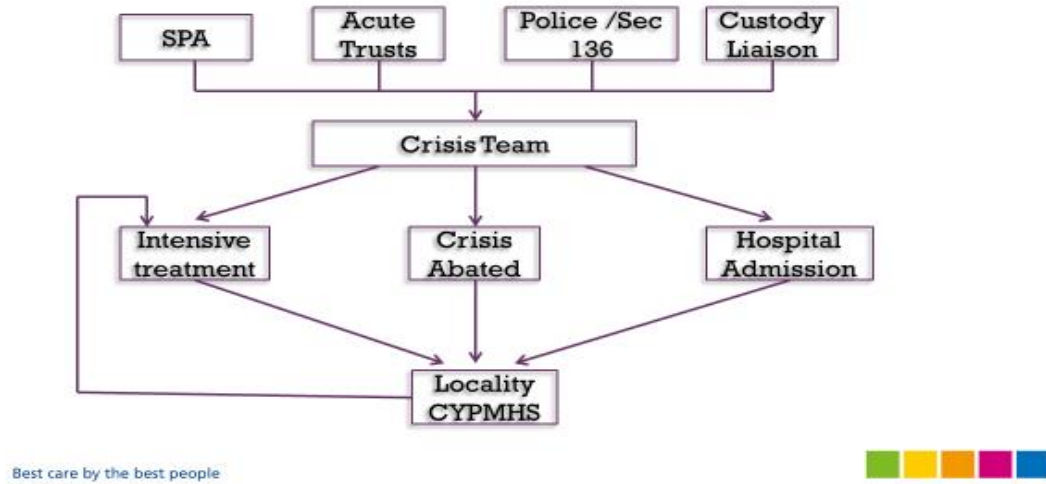 SPA
Acute
Trusts
Police /Sec
136
Custody
Liaison
Crisis Team
Intensive
treatment
Crisis
Abated
Hospital
Admission
Locality
CYPMHS
Best care by the best people